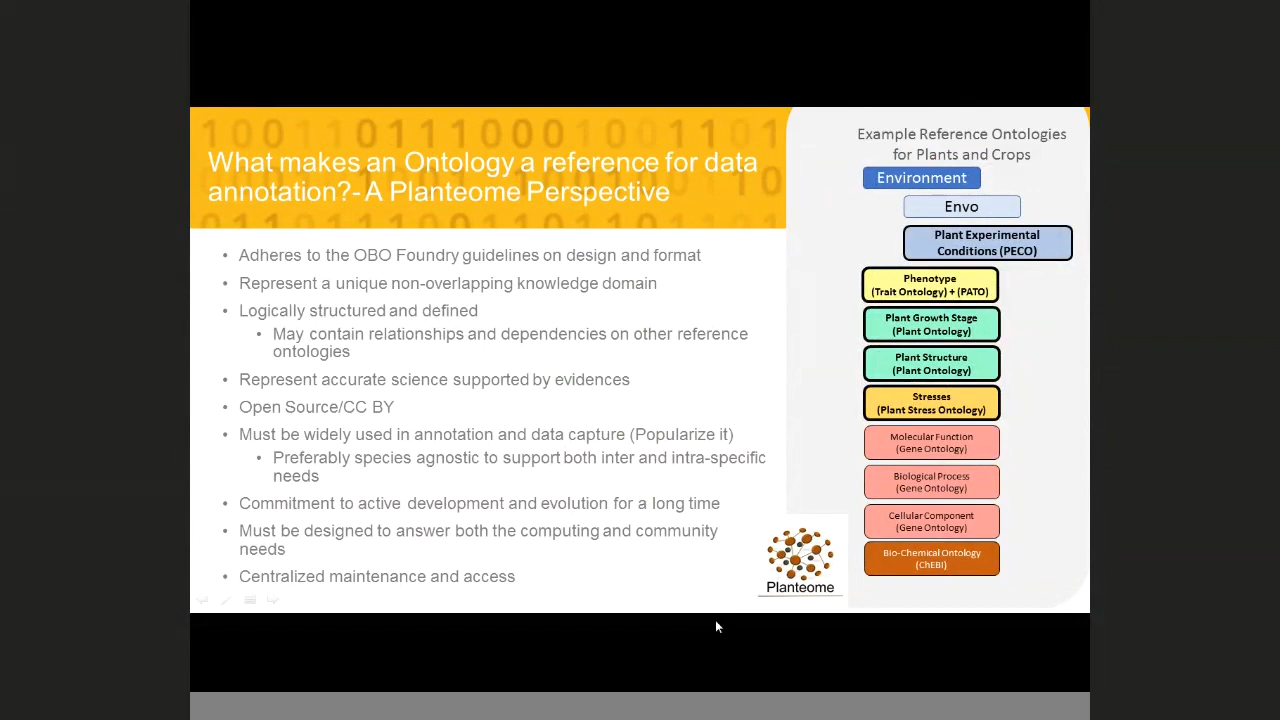 What makes an Ontology a reference for data
annotation?- A Planteome Perspective
Adheres to the OBO Foundry guidelines on design and format
Represent a unique non-overlapping knowledge domain
Logically structured and defined
May contain relationships and dependencies on other reference
ontologies
Represent accurate science supported by evidences
Open Source/CC BY
Must be widely used in annotation and data capture (Popularize it)
Preferably species agnostic to support both inter and intra-specific
needs
Commitment to active development and evolution for a long time
Must be designed to answer both the computing and community
needs
Centralized maintenance and access
Planteome
Example Reference Ontologies
for Plants and Crops
Environment
Envo
Plant Experimental
Conditions (PECO)
Phenotype
(Trait Ontology) + (PATO)
Plant Growth Stage
(Plant Ontology)
Plant Structure
(Plant Ontology)
Stresses
(Plant Stress Ontology)
Molecular Function
(Gene Ontology)
Biological Process
(Gene Ontology)
Cellular Component
(Gene Ontology)
Bio-Chemical Ontology
(ChEBI)